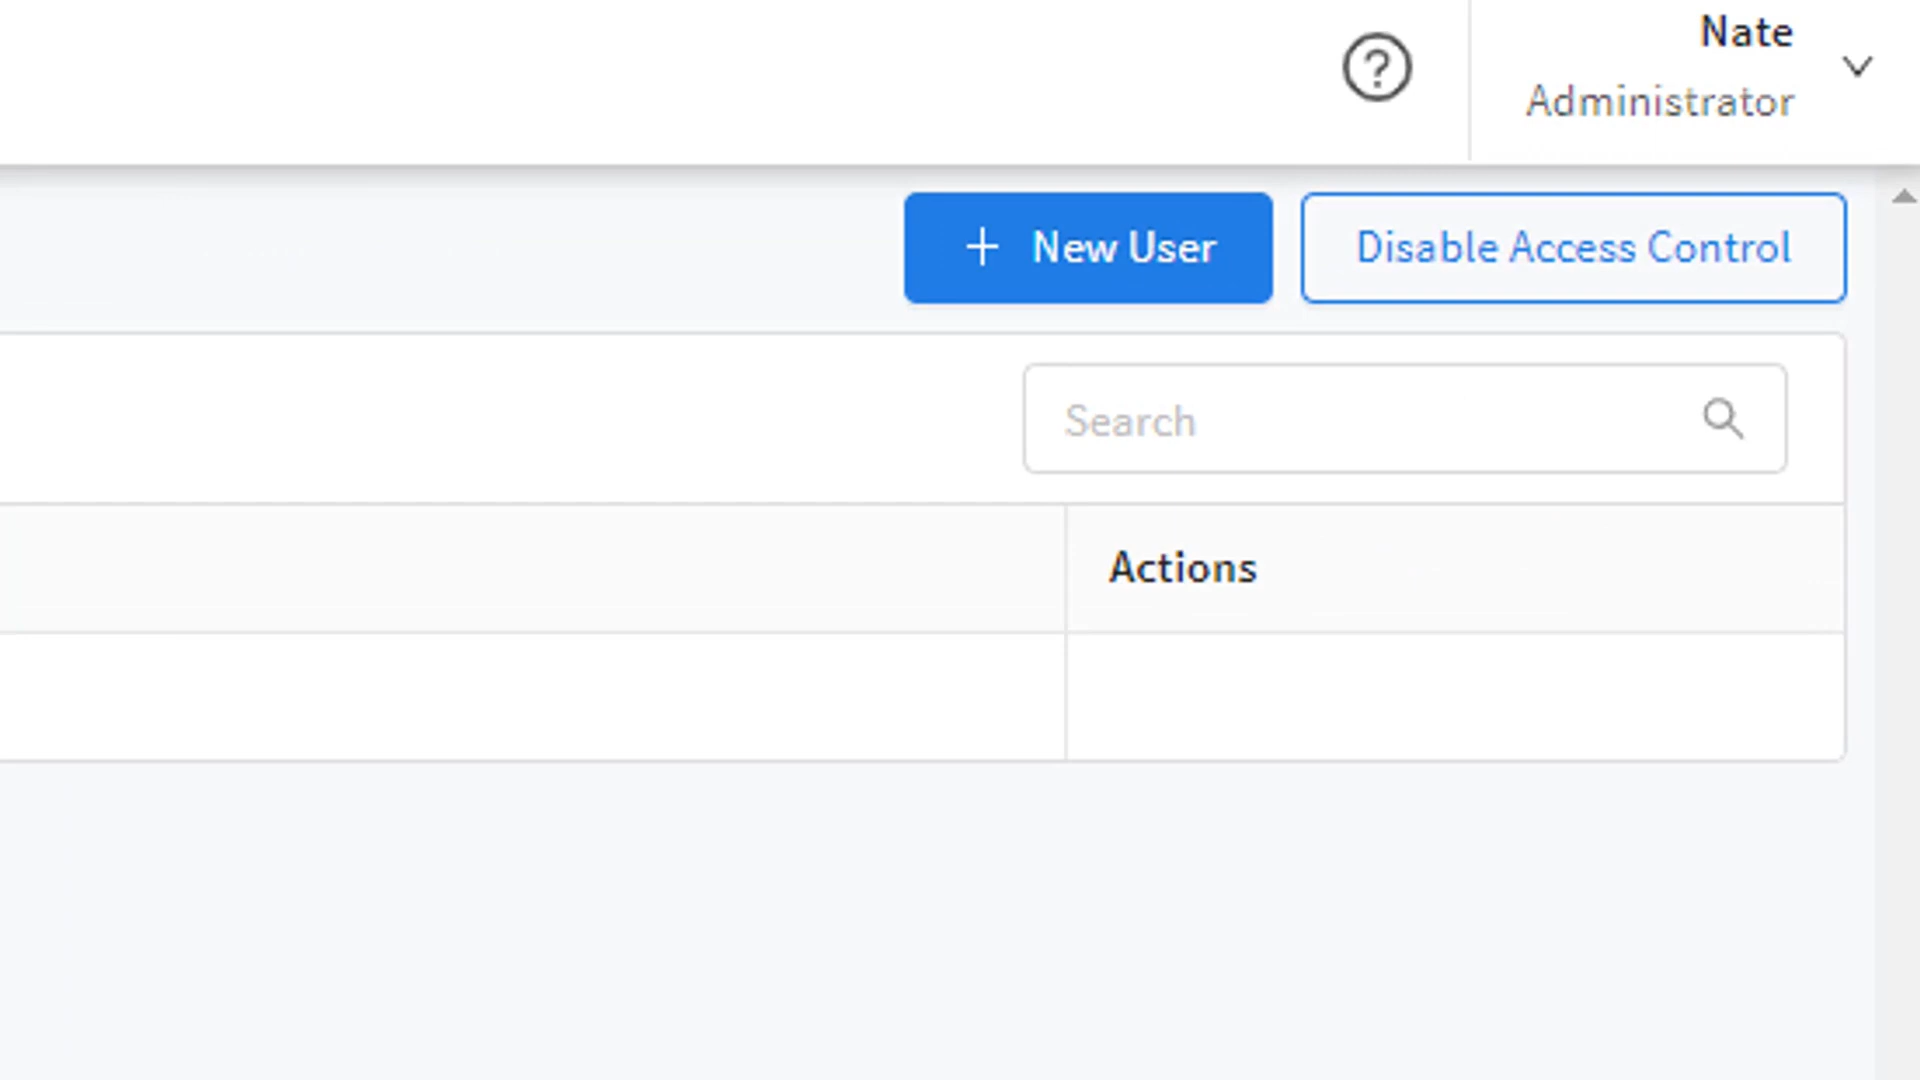 Nate
Administrator
New User
Disable Access Control
Search
Actions